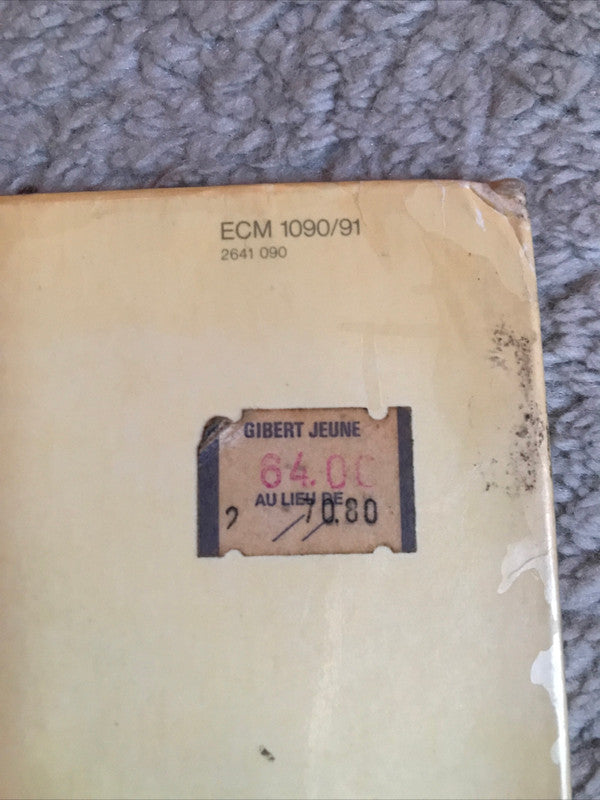 ECM 1090/91
2641 090
GIBERT JEUNE
64.00
AU LIEU DE
70.80